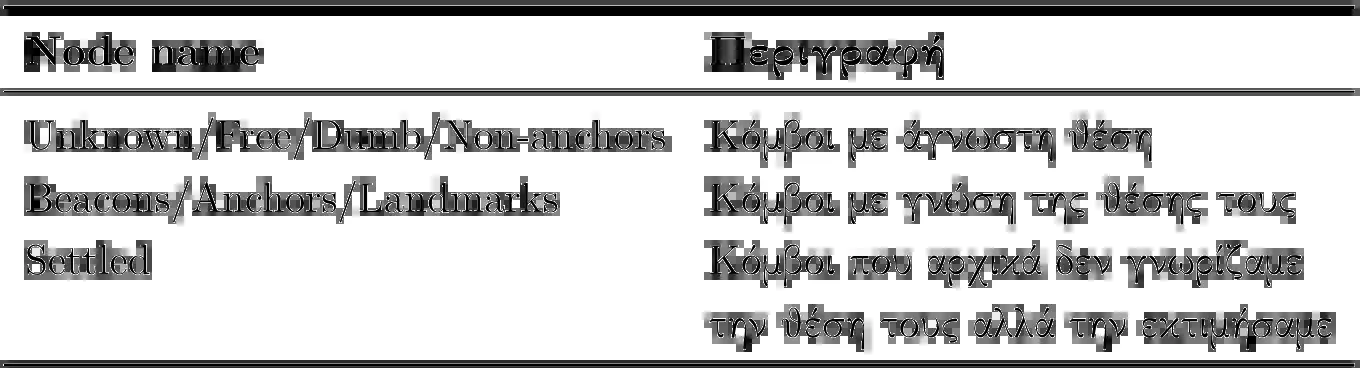 Node name Περιγραφή
Unknown/Free/Dumb/Non-anchors Κόμβοι με άγνωστη θέση
Beacons/Anchors/Landmarks Κόμβοι με γνώση της θέσης τους
Settled Κόμβοι που αρχικά δεν γνωρίζαμε
την θέση τους αλλά την εκτιμήσαμε